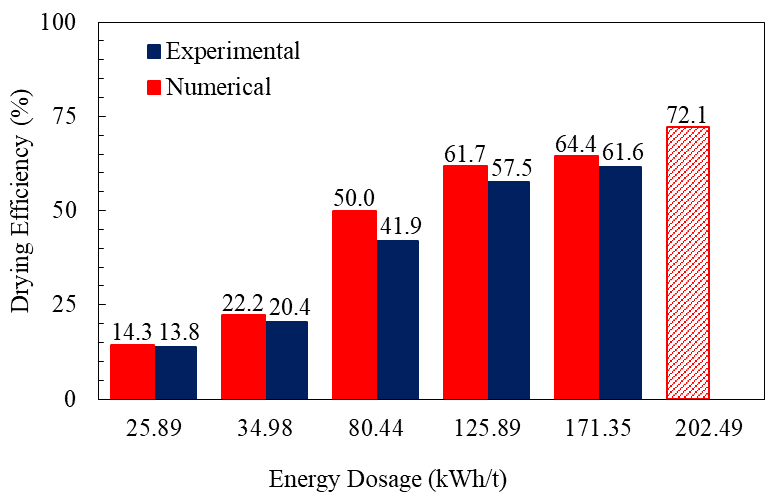 100
75
50
25
0
Drying Efficiency (%)
Experimental
Numerical
14.3 13.8
22.2 20.4
50.0 41.9
61.7 57.5
64.4 61.6
72.1
25.89 34.98 80.44 125.89 171.35 202.49
Energy Dosage (kWh/t)